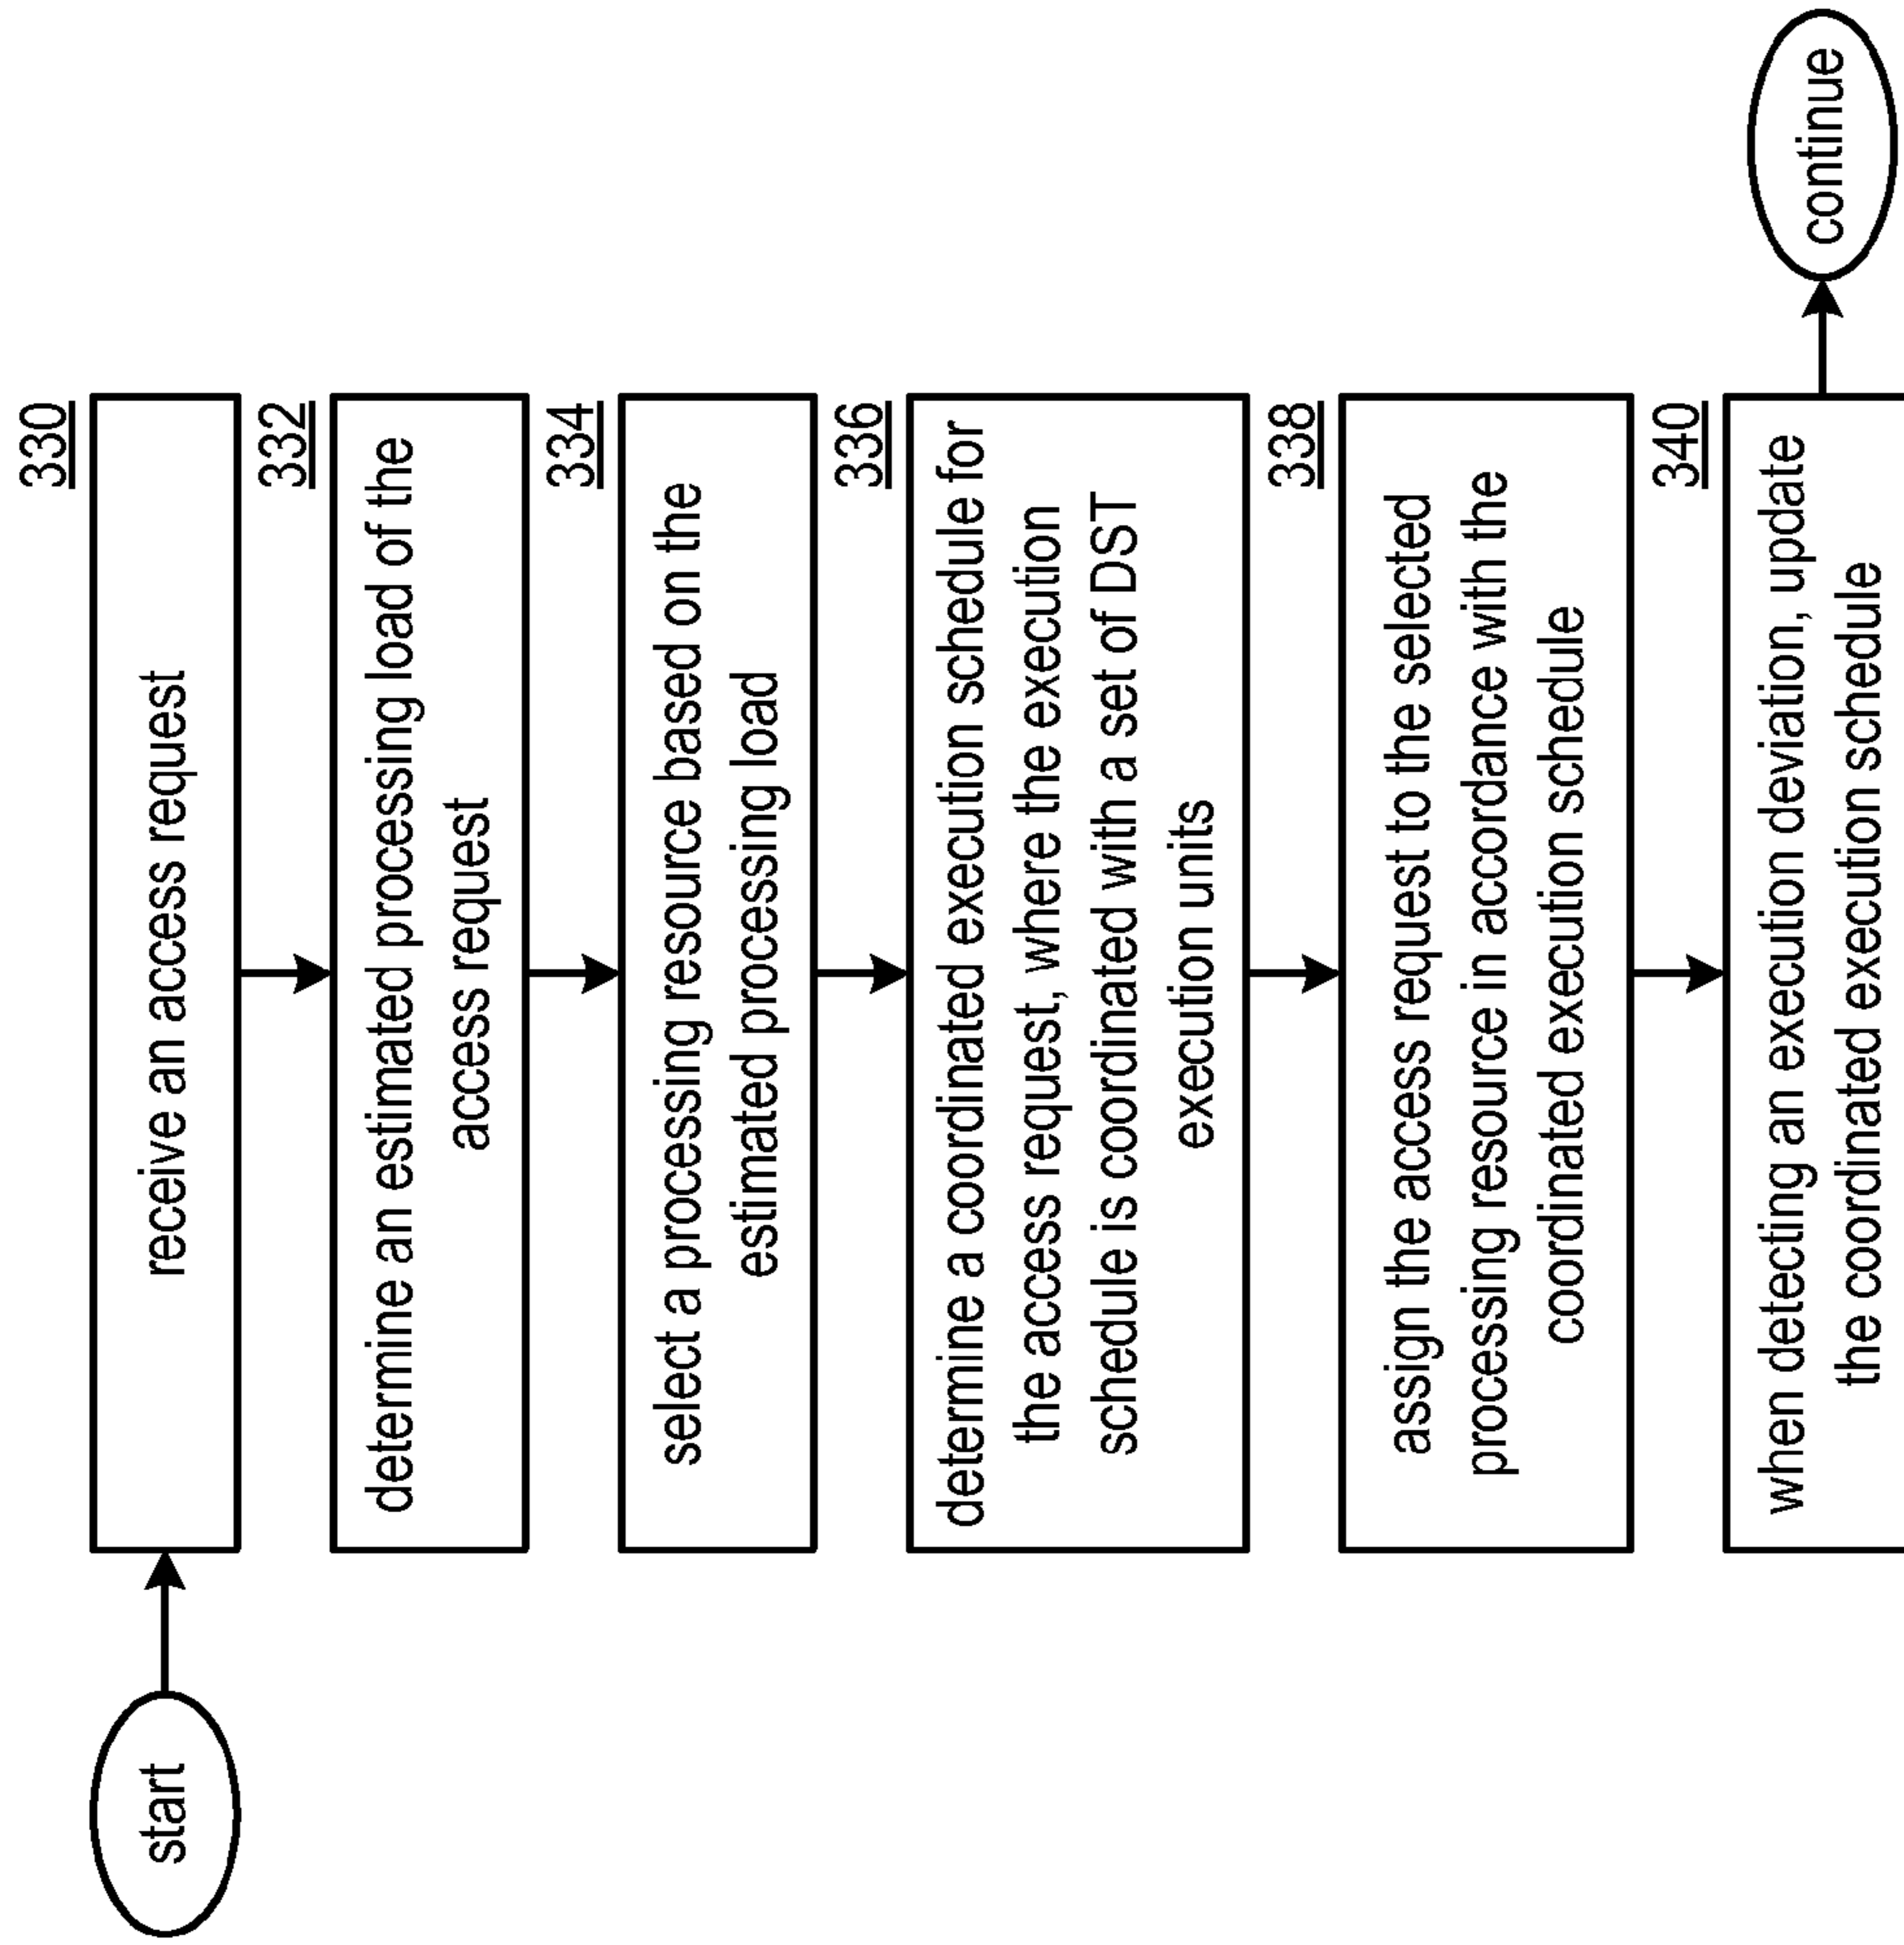 start
330
receive an access request
332
determine an estimated processing load of the
access request
334
select a processing resource based on the
estimated processing load
336
determine a coordinated execution schedule for
the access request, where the execution
schedule is coordinated with a set of DST
execution units
338
assign the access request to the selected
processing resource in accordance with the
coordinated execution schedule
340
when detecting an execution deviation, update
the coordinated execution schedule
continue